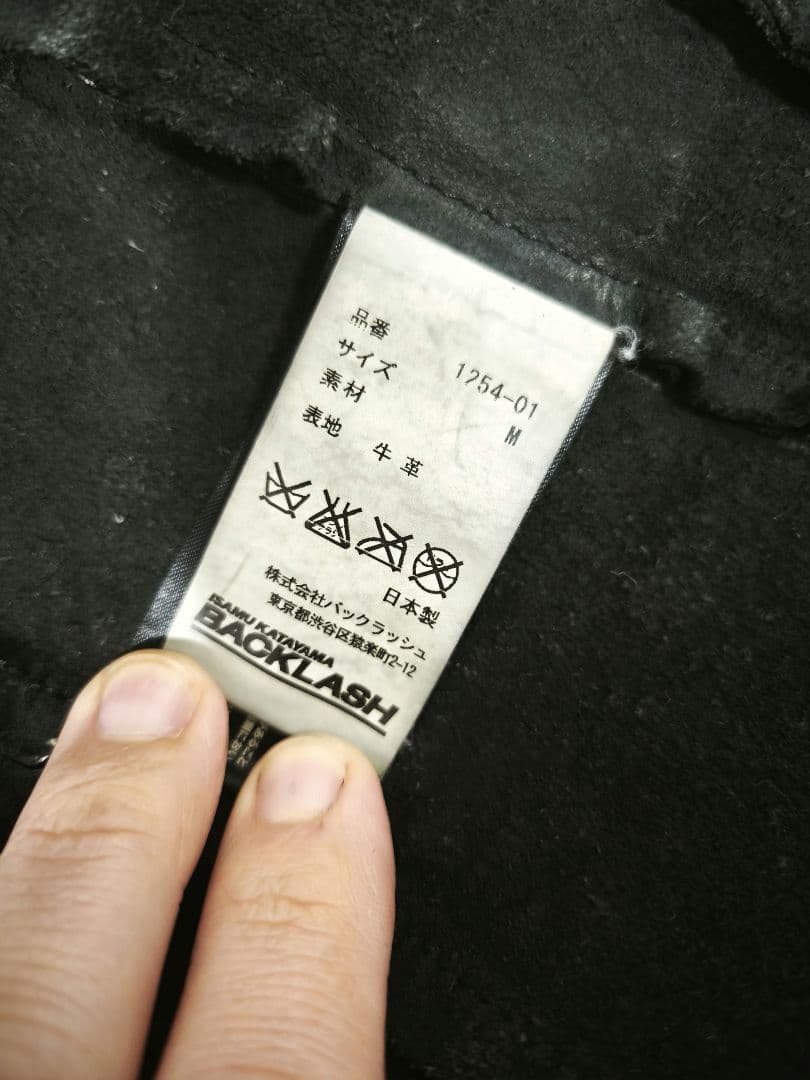 品番 1254-01
サイズ M
素材
表地 牛革
日本製
株式会社バックラッシュ
東京都渋谷区猿楽町2-12
ISAMU KATAYAMA
BACKLASH